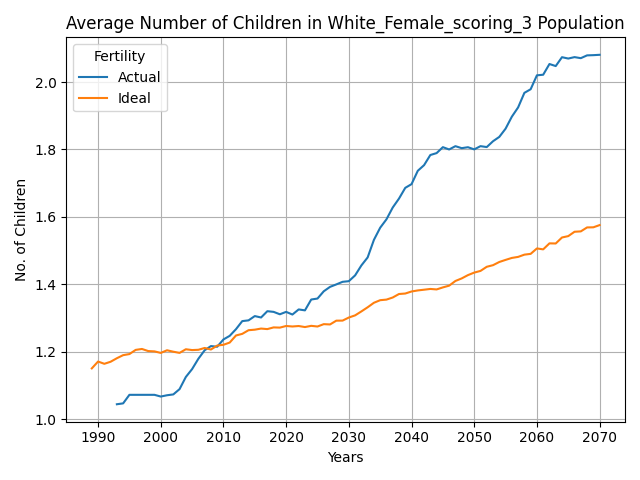 Average Number of Children in White_Female_scoring_3 Population
Fertility
Actual
Ideal
No. of Children
2.0
1.8
1.6
1.4
1.2
1.0
1990 2000 2010 2020 2030 2040 2050 2060 2070
Years